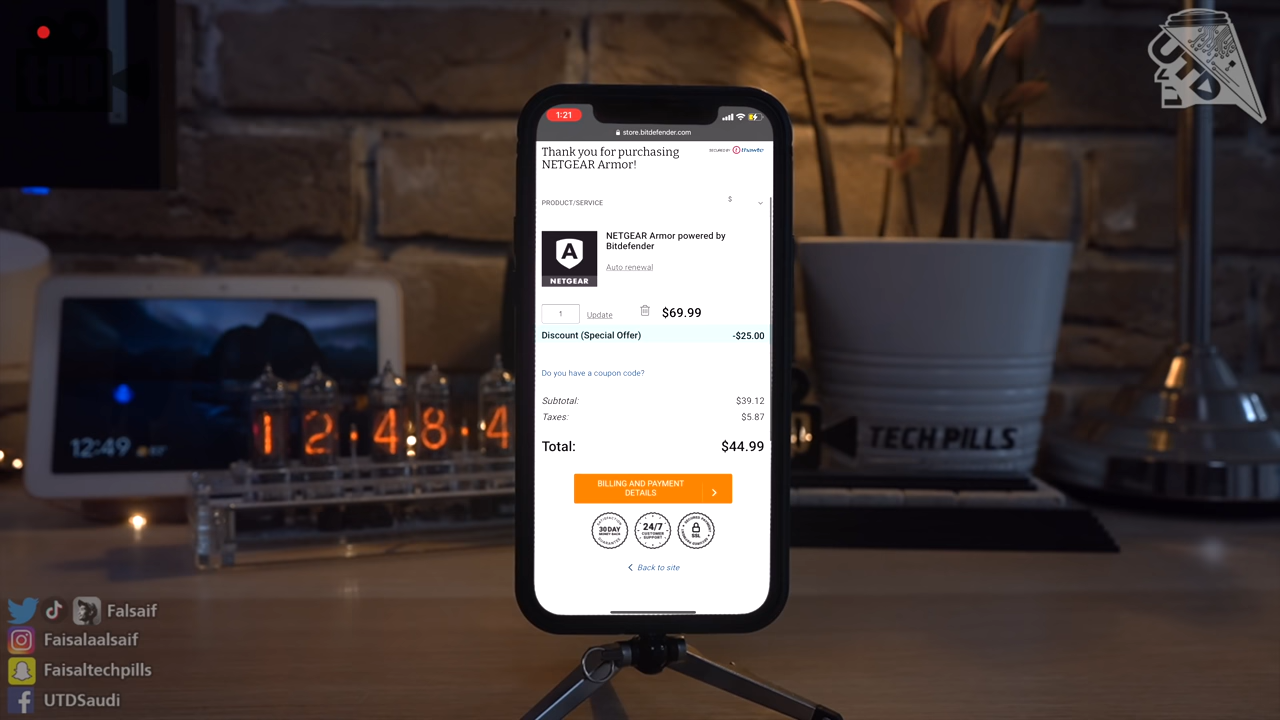 1:21
store.bitdefender.com
Thank you for purchasing
NETGEAR Armor!
SECURED BY thawte
PRODUCT/SERVICE
$
NETGEAR Armor powered by
Bitdefender
A
NETGEAR
Auto renewal
1 Update $69.99
Discount (Special Offer) -$25.00
Do you have a coupon code?
Subtotal: $39.12
Taxes: $5.87
Total: $44.99
BILLING AND PAYMENT
DETAILS
30 DAY
MONEY BACK
24/7
CUSTOMER
SUPPORT
SSL
Back to site
12:49
12.48.4
TECH PILLS
Falsaif
Faisalaalsaif
Faisaltechpills
UTDSaudi